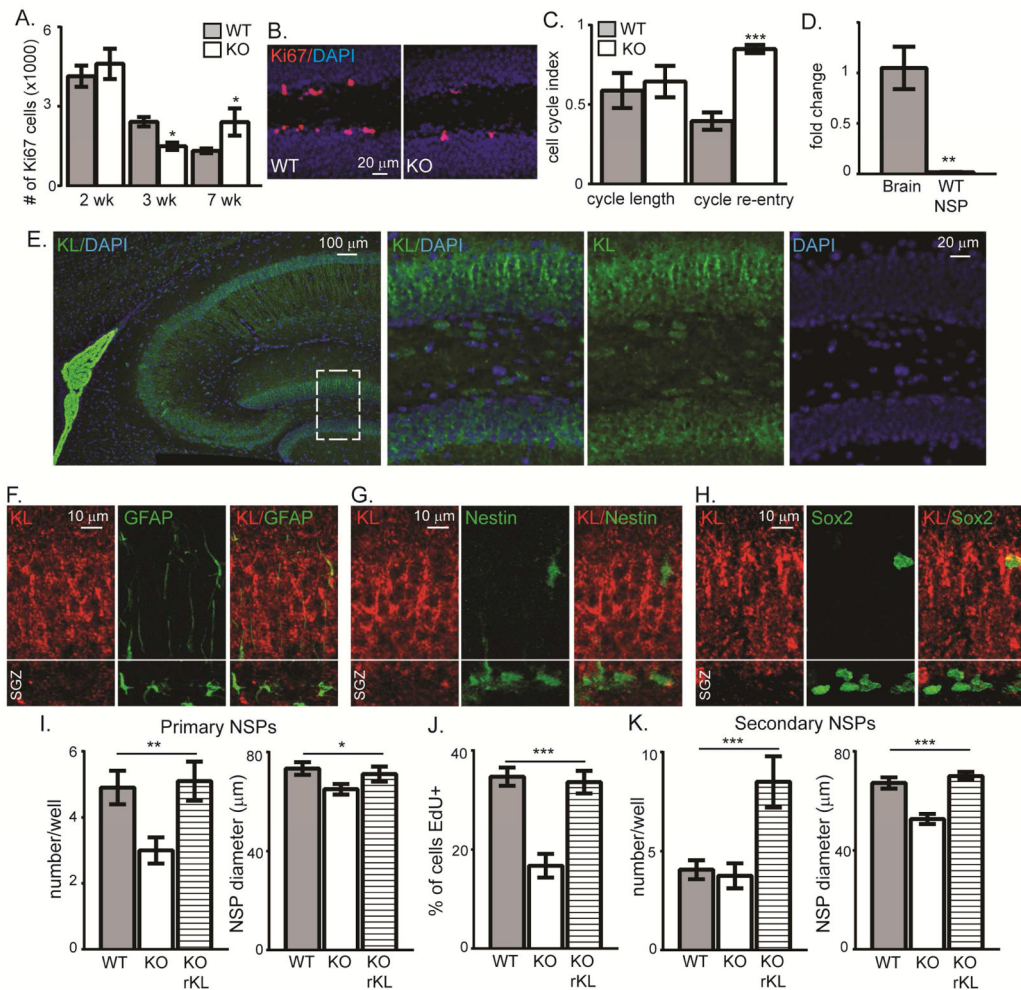 A.
# of Ki67 cells (x1000)
6
3
0
WT
KO
*
*
2 wk 3 wk 7 wk
B.
Ki67/DAPI
WT
20 μm
KO
C.
cell cycle index
1
0.5
0
WT
KO
***
cycle length cycle re-entry
D.
fold change
1
0.5
0
**
Brain WT
NSP
E.
KL/DAPI
100 μm
KL/DAPI
KL
DAPI
20 μm
F.
KL
10 μm
GFAP
KL/GFAP
SGZ
G.
KL
10 μm
Nestin
KL/Nestin
SGZ
H.
KL
10 μm
Sox2
KL/Sox2
SGZ
I.
Primary NSPs
number/well
6
4
2
0
**
WT KO KO
rKL
NSP diameter (μm)
80
40
0
*
WT KO KO
rKL
J.
% of cells EdU+
40
20
0
***
WT KO KO
rKL
K.
Secondary NSPs
number/well
10
5
0
***
WT KO KO
rKL
NSP diameter (μm)
80
40
0
***
WT KO KO
rKL